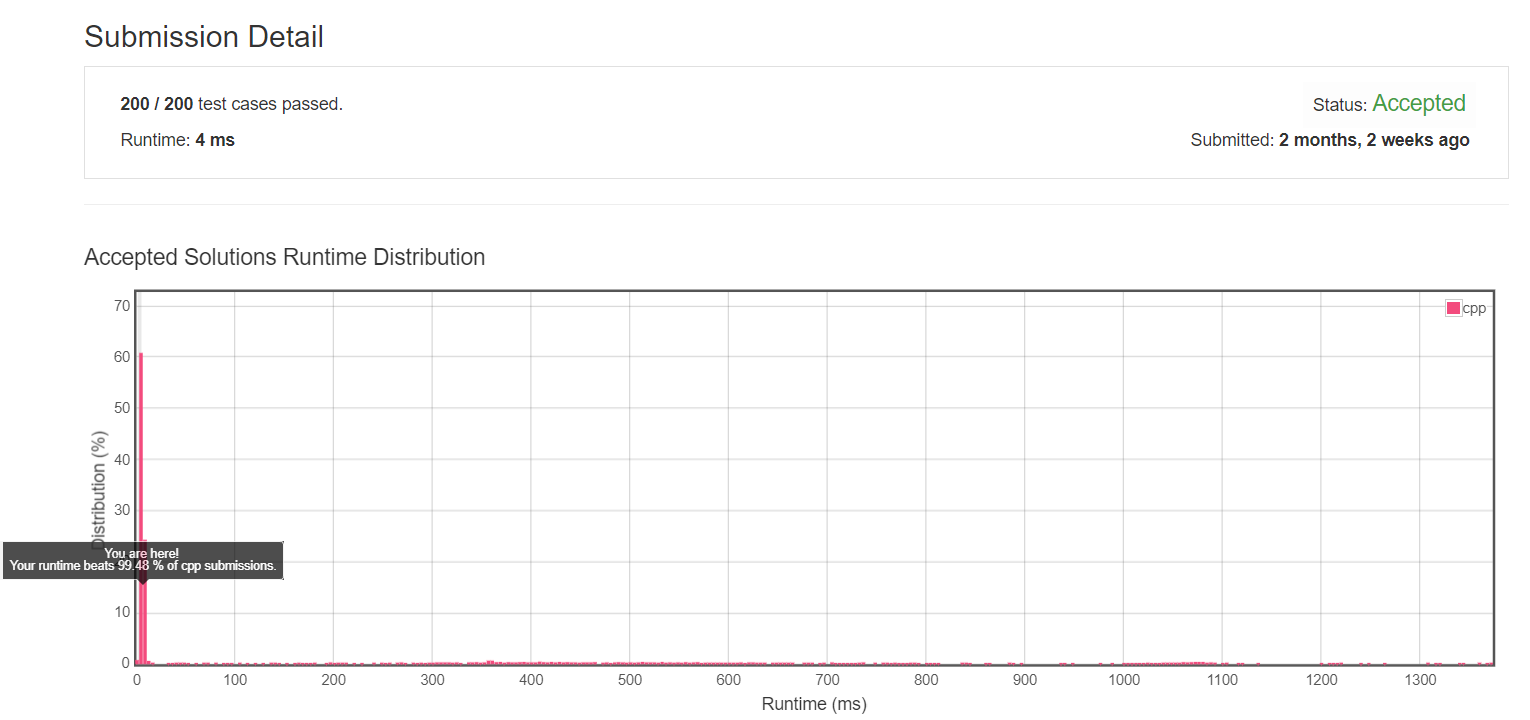 Submission Detail
200 / 200 test cases passed.
Status: Accepted
Runtime: 4 ms
Submitted: 2 months, 2 weeks ago
Accepted Solutions Runtime Distribution
cpp
70
60
50
40
30
10
0
Distribution (%)
You are here!
Your runtime beats 99.48 % of cpp submissions.
0
100
200
300
400
500
600
700
800
900
1000
1100
1200
1300
Runtime (ms)